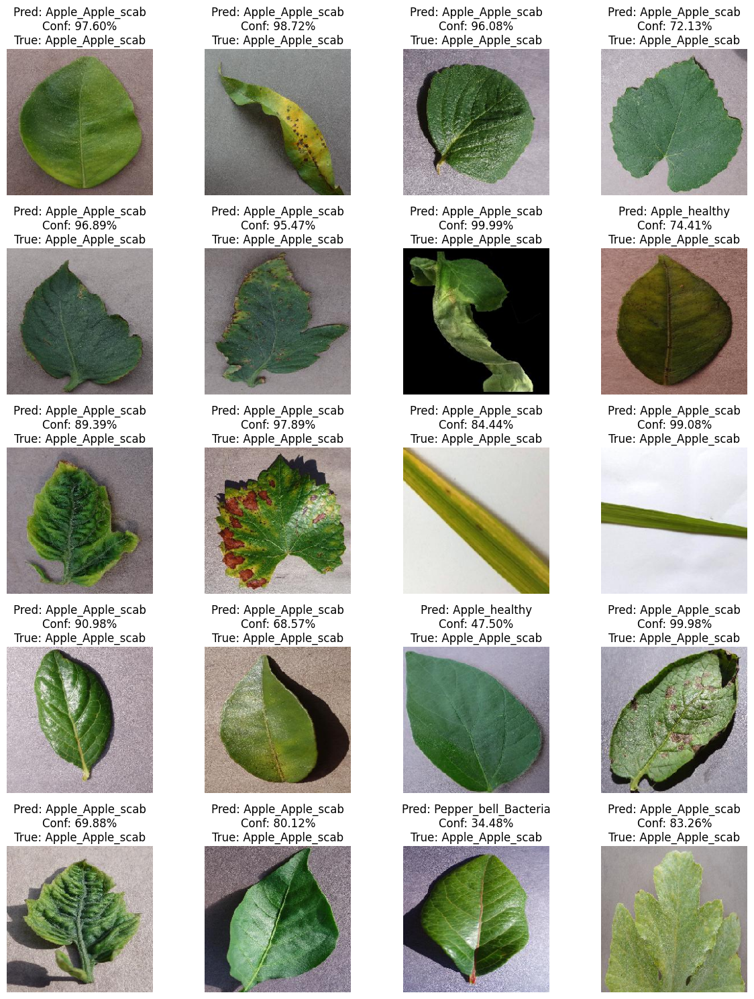 Pred: Apple_Apple_scab
Conf: 97.60%
True: Apple_Apple_scab
Pred: Apple_Apple_scab
Conf: 98.72%
True: Apple_Apple_scab
Pred: Apple_Apple_scab
Conf: 96.08%
True: Apple_Apple_scab
Pred: Apple_Apple_scab
Conf: 72.13%
True: Apple_Apple_scab
Pred: Apple_Apple_scab
Conf: 96.89%
True: Apple_Apple_scab
Pred: Apple_Apple_scab
Conf: 95.47%
True: Apple_Apple_scab
Pred: Apple_Apple_scab
Conf: 99.99%
True: Apple_Apple_scab
Pred: Apple_healthy
Conf: 74.41%
True: Apple_Apple_scab
Pred: Apple_Apple_scab
Conf: 89.39%
True: Apple_Apple_scab
Pred: Apple_Apple_scab
Conf: 97.89%
True: Apple_Apple_scab
Pred: Apple_Apple_scab
Conf: 84.44%
True: Apple_Apple_scab
Pred: Apple_Apple_scab
Conf: 99.08%
True: Apple_Apple_scab
Pred: Apple_Apple_scab
Conf: 90.98%
True: Apple_Apple_scab
Pred: Apple_Apple_scab
Conf: 68.57%
True: Apple_Apple_scab
Pred: Apple_healthy
Conf: 47.50%
True: Apple_Apple_scab
Pred: Apple_Apple_scab
Conf: 99.98%
True: Apple_Apple_scab
Pred: Apple_Apple_scab
Conf: 69.88%
True: Apple_Apple_scab
Pred: Apple_Apple_scab
Conf: 80.12%
True: Apple_Apple_scab
Pred: Pepper_bell_Bacteria
Conf: 34.48%
True: Apple_Apple_scab
Pred: Apple_Apple_scab
Conf: 83.26%
True: Apple_Apple_scab